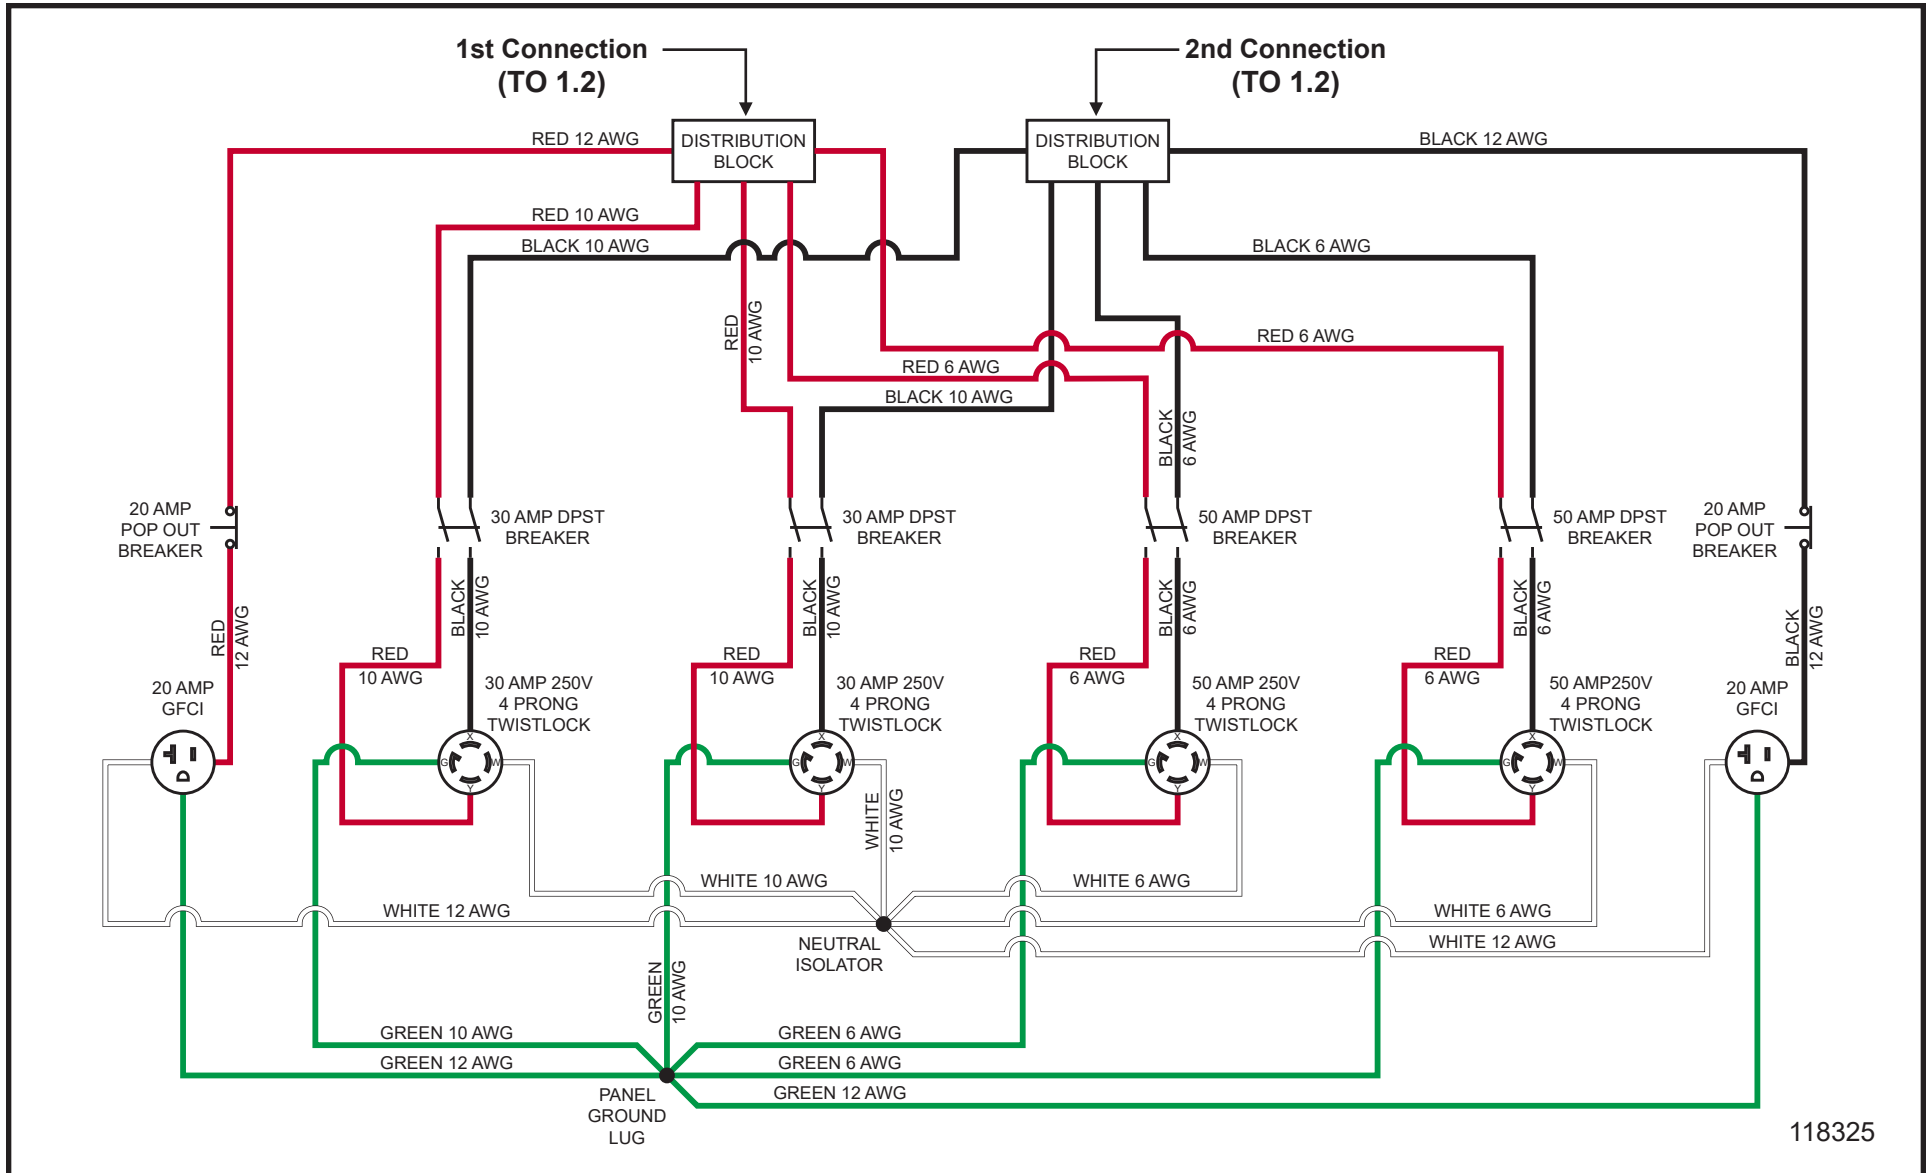 1st Connection
(TO 1.2)
2nd Connection
(TO 1.2)
DISTRIBUTION
BLOCK
DISTRIBUTION
BLOCK
RED 12 AWG
BLACK 12 AWG
RED 10 AWG
BLACK 10 AWG
BLACK 6 AWG
RED
10 AWG
RED 6 AWG
RED 6 AWG
BLACK 10 AWG
BLACK
6 AWG
20 AMP
POP OUT
BREAKER
30 AMP DPST
BREAKER
30 AMP DPST
BREAKER
50 AMP DPST
BREAKER
50 AMP DPST
BREAKER
20 AMP
POP OUT
BREAKER
RED
12 AWG
BLACK
10 AWG
BLACK
10 AWG
BLACK
6 AWG
BLACK
6 AWG
BLACK
12 AWG
RED
10 AWG
RED
10 AWG
RED
6 AWG
RED
6 AWG
20 AMP
GFCI
30 AMP 250V
4 PRONG
TWISTLOCK
30 AMP 250V
4 PRONG
TWISTLOCK
50 AMP 250V
4 PRONG
TWISTLOCK
50 AMP250V
4 PRONG
TWISTLOCK
20 AMP
GFCI
X
G
W
Y
X
G
W
Y
X
G
W
Y
X
G
W
Y
WHITE
10 AWG
WHITE 10 AWG
WHITE 6 AWG
WHITE 12 AWG
WHITE 6 AWG
WHITE 12 AWG
NEUTRAL
ISOLATOR
GREEN
10 AWG
GREEN 10 AWG
GREEN 6 AWG
GREEN 12 AWG
GREEN 6 AWG
GREEN 12 AWG
PANEL
GROUND
LUG
118325